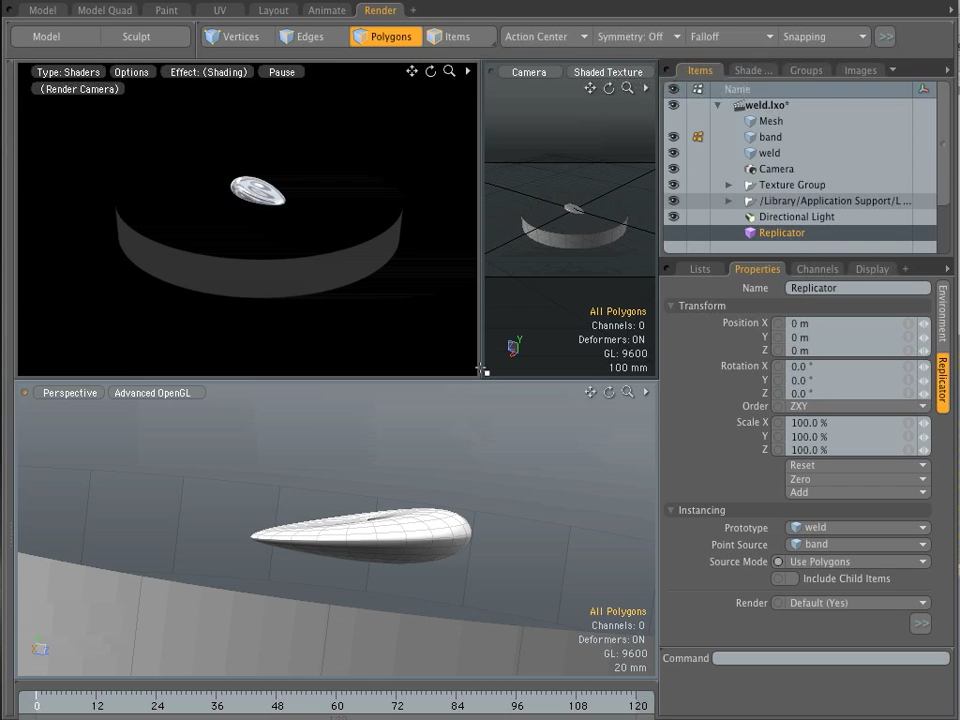 Model Model Quad Paint UV Layout Animate Render +
Model Sculpt Vertices Edges Polygons Items Action Center Symmetry: Off Falloff Snapping >>
Type: Shaders Options Effect: (Shading) Pause
(Render Camera)
Camera Shaded Texture
All Polygons
Channels: 0
Deformers: ON
GL: 9600
100 mm
Y
Perspective Advanced OpenGL
All Polygons
Channels: 0
Deformers: ON
GL: 9600
20 mm
0 12 24 36 48 60 72 84 96 108 120
Items Shade ... Groups Images
Name
weld.lxo*
Mesh
band
weld
Camera
Texture Group
/Library/Application Support/L ...
Directional Light
Replicator
Lists Properties Channels Display +
Name Replicator
Transform
Position X 0 m
Y 0 m
Z 0 m
Rotation X 0.0 °
Y 0.0 °
Z 0.0 °
Order ZXY
Scale X 100.0 %
Y 100.0 %
Z 100.0 %
Reset
Zero
Add
Instancing
Prototype weld
Point Source band
Source Mode Use Polygons
Include Child Items
Render Default (Yes)
>>
Environment
Replicator
Command